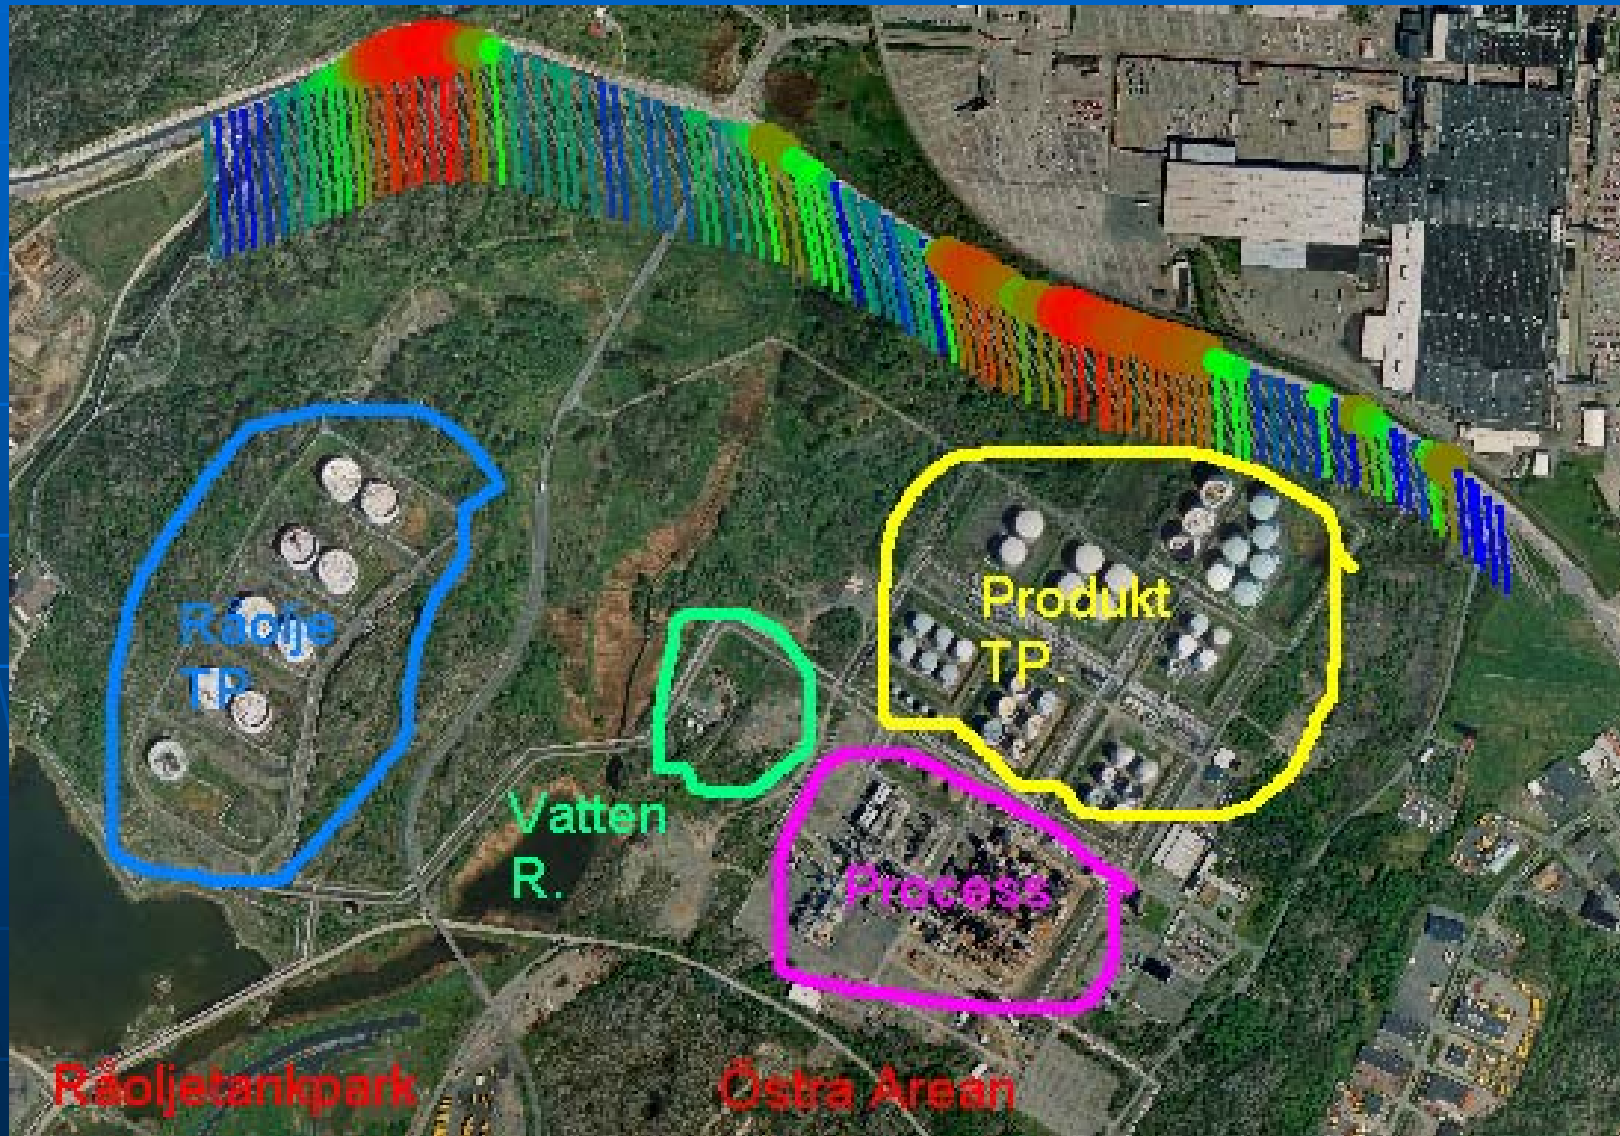 Råolje
TP
Produkt
TP.
Vatten
R.
Process
Råoljetankpark
Östra Arean